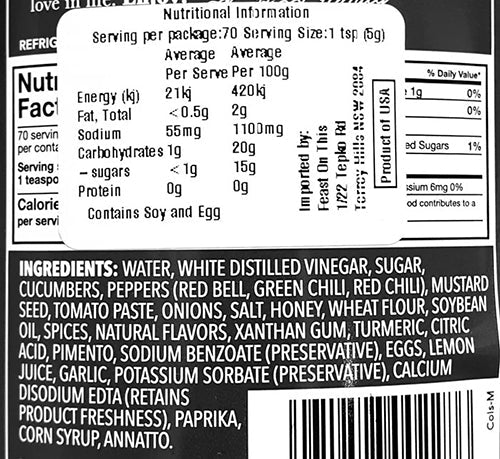 love in me.
Nutritional Information
Serving per package:70 Serving Size:1 tsp (5g)
REFRIG
Average Average
Per Serve Per 100g
Energy (kj) 21kj 420kj
Fat, Total <0.5g 2g
Sodium 55mg 1100mg
Carbohydrates 1g 20g
– sugars <1g 15g
Protein 0g 0g
Contains Soy and Egg
Imported by:
Feast On This
1/22 Tepko Rd
Terrey Hills NSW 2084
Product of USA
Nutri
Fact
70 servin
per conta
Serving
1 teaspo
Calorie
per servi
% Daily Value*
1g 0%
0%
ed Sugars 1%
ssium 6mg 0%
od contributes to a
INGREDIENTS: WATER, WHITE DISTILLED VINEGAR, SUGAR,
CUCUMBERS, PEPPERS (RED BELL, GREEN CHILI, RED CHILI), MUSTARD
SEED, TOMATO PASTE, ONIONS, SALT, HONEY, WHEAT FLOUR, SOYBEAN
OIL, SPICES, NATURAL FLAVORS, XANTHAN GUM, TURMERIC, CITRIC
ACID, PIMENTO, SODIUM BENZOATE (PRESERVATIVE), EGGS, LEMON
JUICE, GARLIC, POTASSIUM SORBATE (PRESERVATIVE), CALCIUM
DISODIUM EDTA (RETAINS
PRODUCT FRESHNESS), PAPRIKA,
CORN SYRUP, ANNATTO.
Cols-M